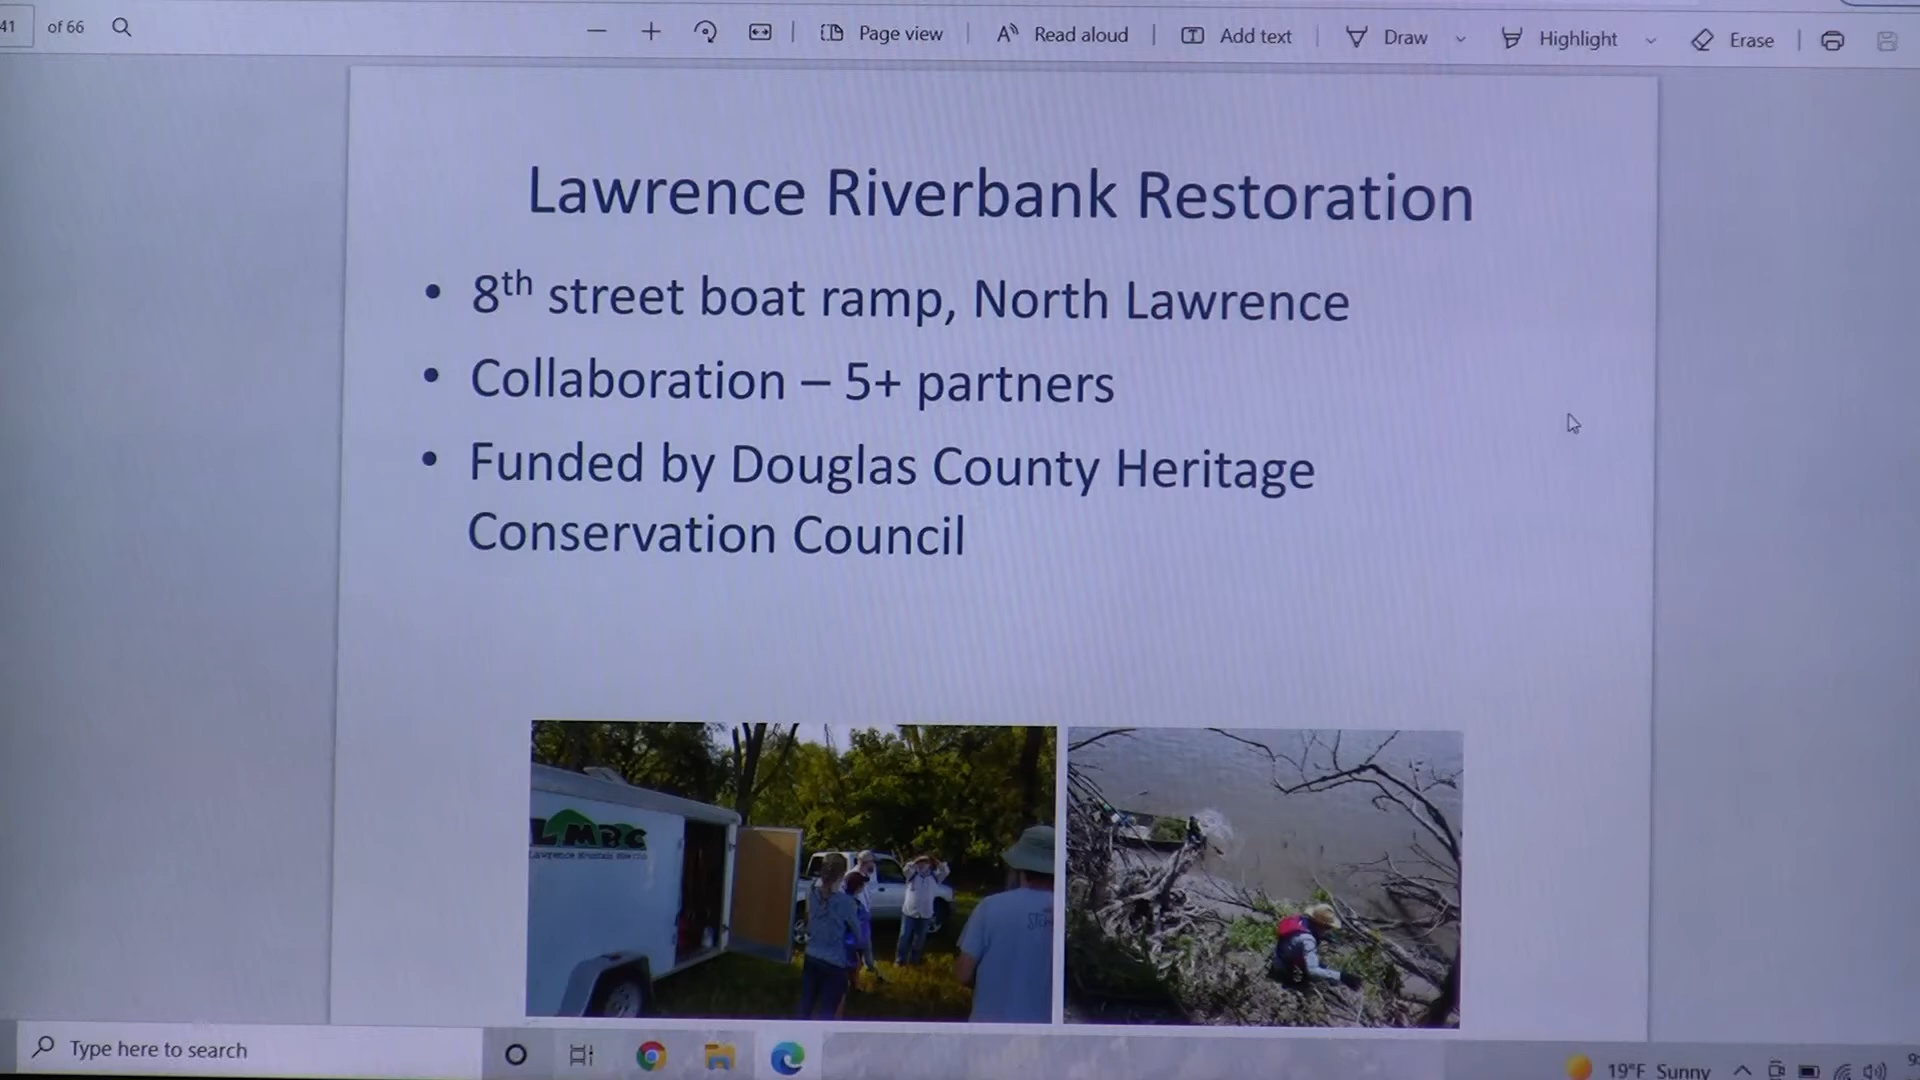 41 of 66
Page view
Read aloud
Add text
Draw
Highlight
Erase
Lawrence Riverbank Restoration
• 8th street boat ramp, North Lawrence
• Collaboration – 5+ partners
• Funded by Douglas County Heritage
Conservation Council
LMBC
Type here to search
19°F Sunny